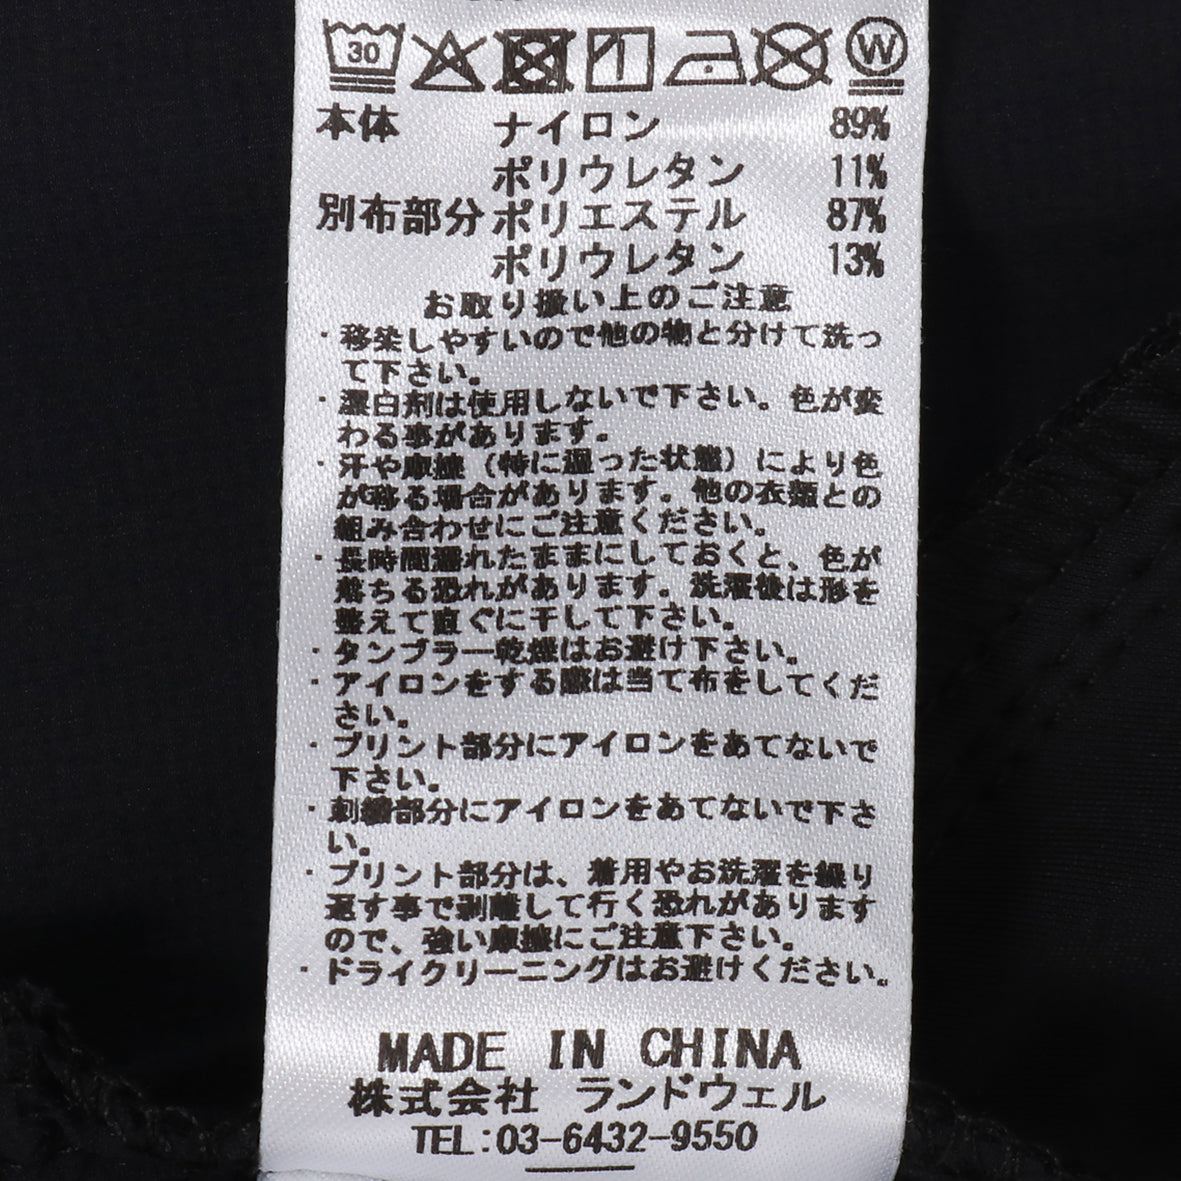 30 W
本体 ナイロン 89%
ポリウレタン 11%
別布部分 ポリエステル 87%
ポリウレタン 13%
お取り扱い上のご注意
・移染しやすいので他の物と分けて洗っ
て下さい。
・漂白剤は使用しないで下さい。色が変
わる事があります。
・汗や摩擦（特に湿った状態）により色
が移る場合があります。他の衣類との
組み合わせにご注意ください。
・長時間濡れたままにしておくと、色が
落ちる恐れがあります。洗濯後は形を
整えて直ぐに干して下さい。
・タンブラー乾燥はお避け下さい。
・アイロンをする際は当て布をしてくだ
さい。
・プリント部分にアイロンをあてないで
下さい。
・刺繍部分にアイロンをあてないで下さ
い。
・プリント部分は、着用やお洗濯を繰り
返す事で剥離して行く恐れがあります
ので、強い摩擦にご注意下さい。
・ドライクリーニングはお避けください。
MADE IN CHINA
株式会社 ランドウェル
TEL:03-6432-9550